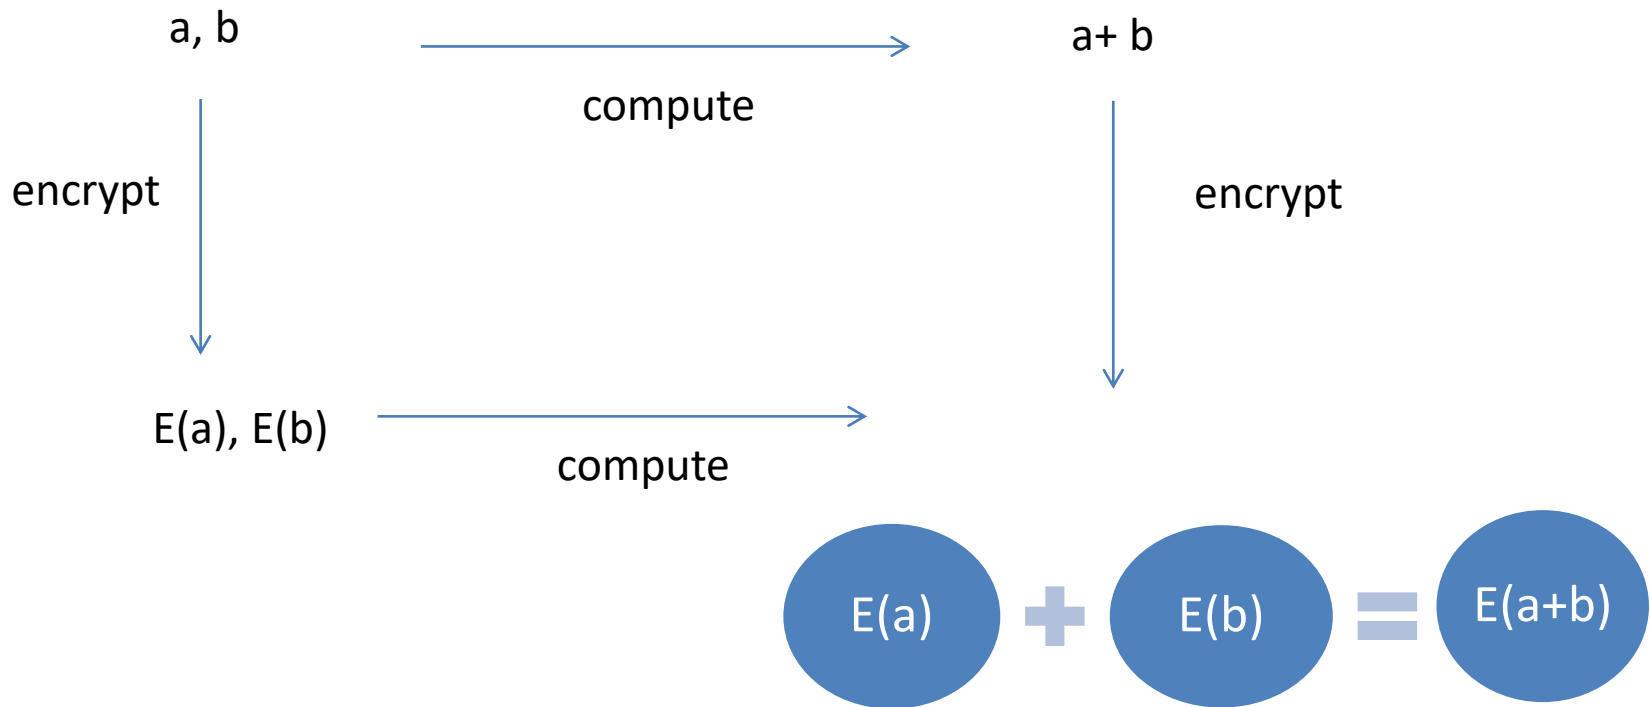 a, b
a+ b
compute
encrypt
encrypt
E(a), E(b)
compute
E(a) + E(b) = E(a+b)